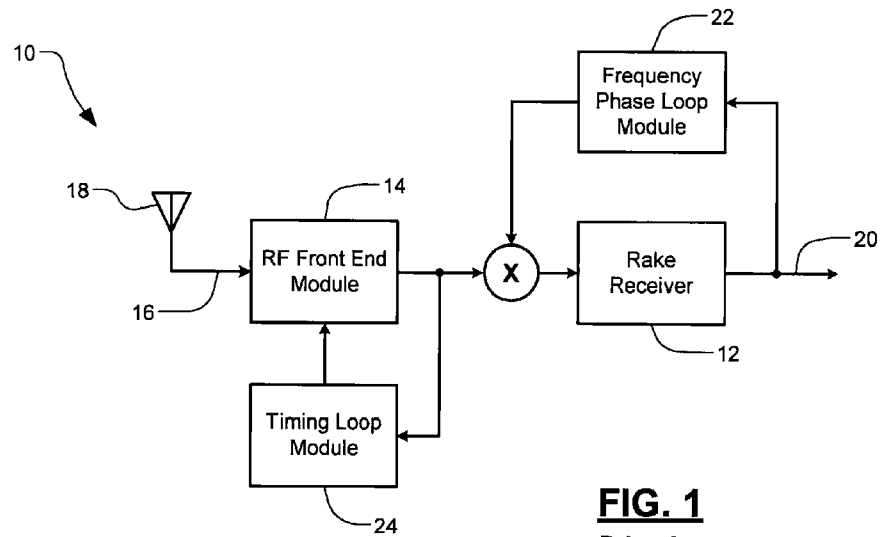 22
10
Frequency
Phase Loop
Module
18
14
RF Front End
Module
X
Rake
Receiver
20
16
12
Timing Loop
Module
24
FIG. 1